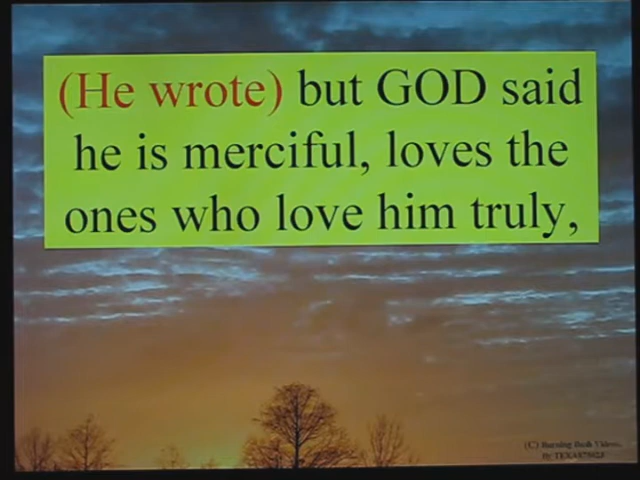 (He wrote) but GOD said
he is merciful, loves the
ones who love him truly,
(C) Burning Bush Videos,